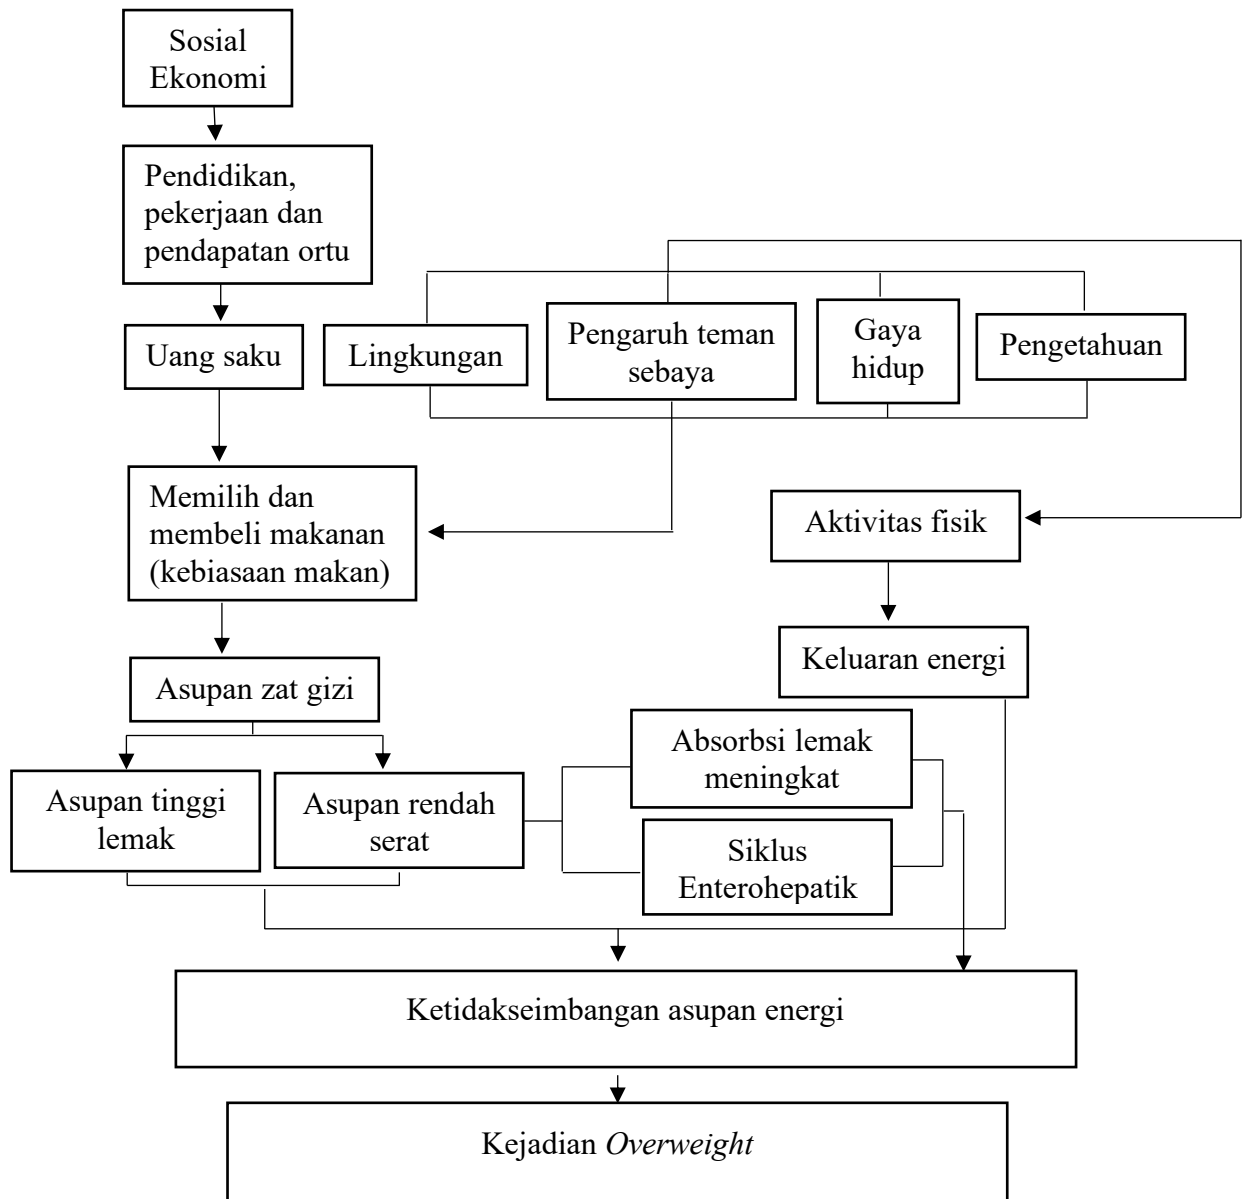 Sosial
Ekonomi
Pendidikan,
pekerjaan dan
pendapatan ortu
Uang saku
Lingkungan
Pengaruh teman
sebaya
Gaya
hidup
Pengetahuan
Memilih dan
membeli makanan
(kebiasaan makan)
Aktivitas fisik
Keluaran energi
Asupan zat gizi
Absorbsi lemak
meningkat
Asupan tinggi
lemak
Asupan rendah
serat
Siklus
Enterohepatik
Ketidakseimbangan asupan energi
Kejadian Overweight